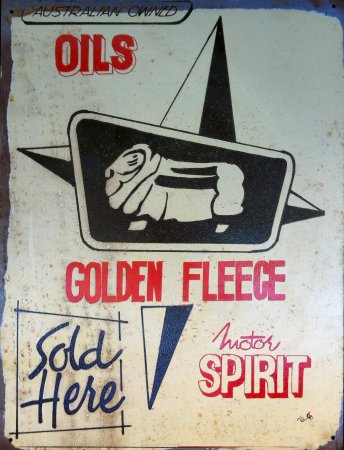 AUSTRALIAN OWNED
OILS
GOLDEN FLEECE
Sold
Here
motor
SPIRIT